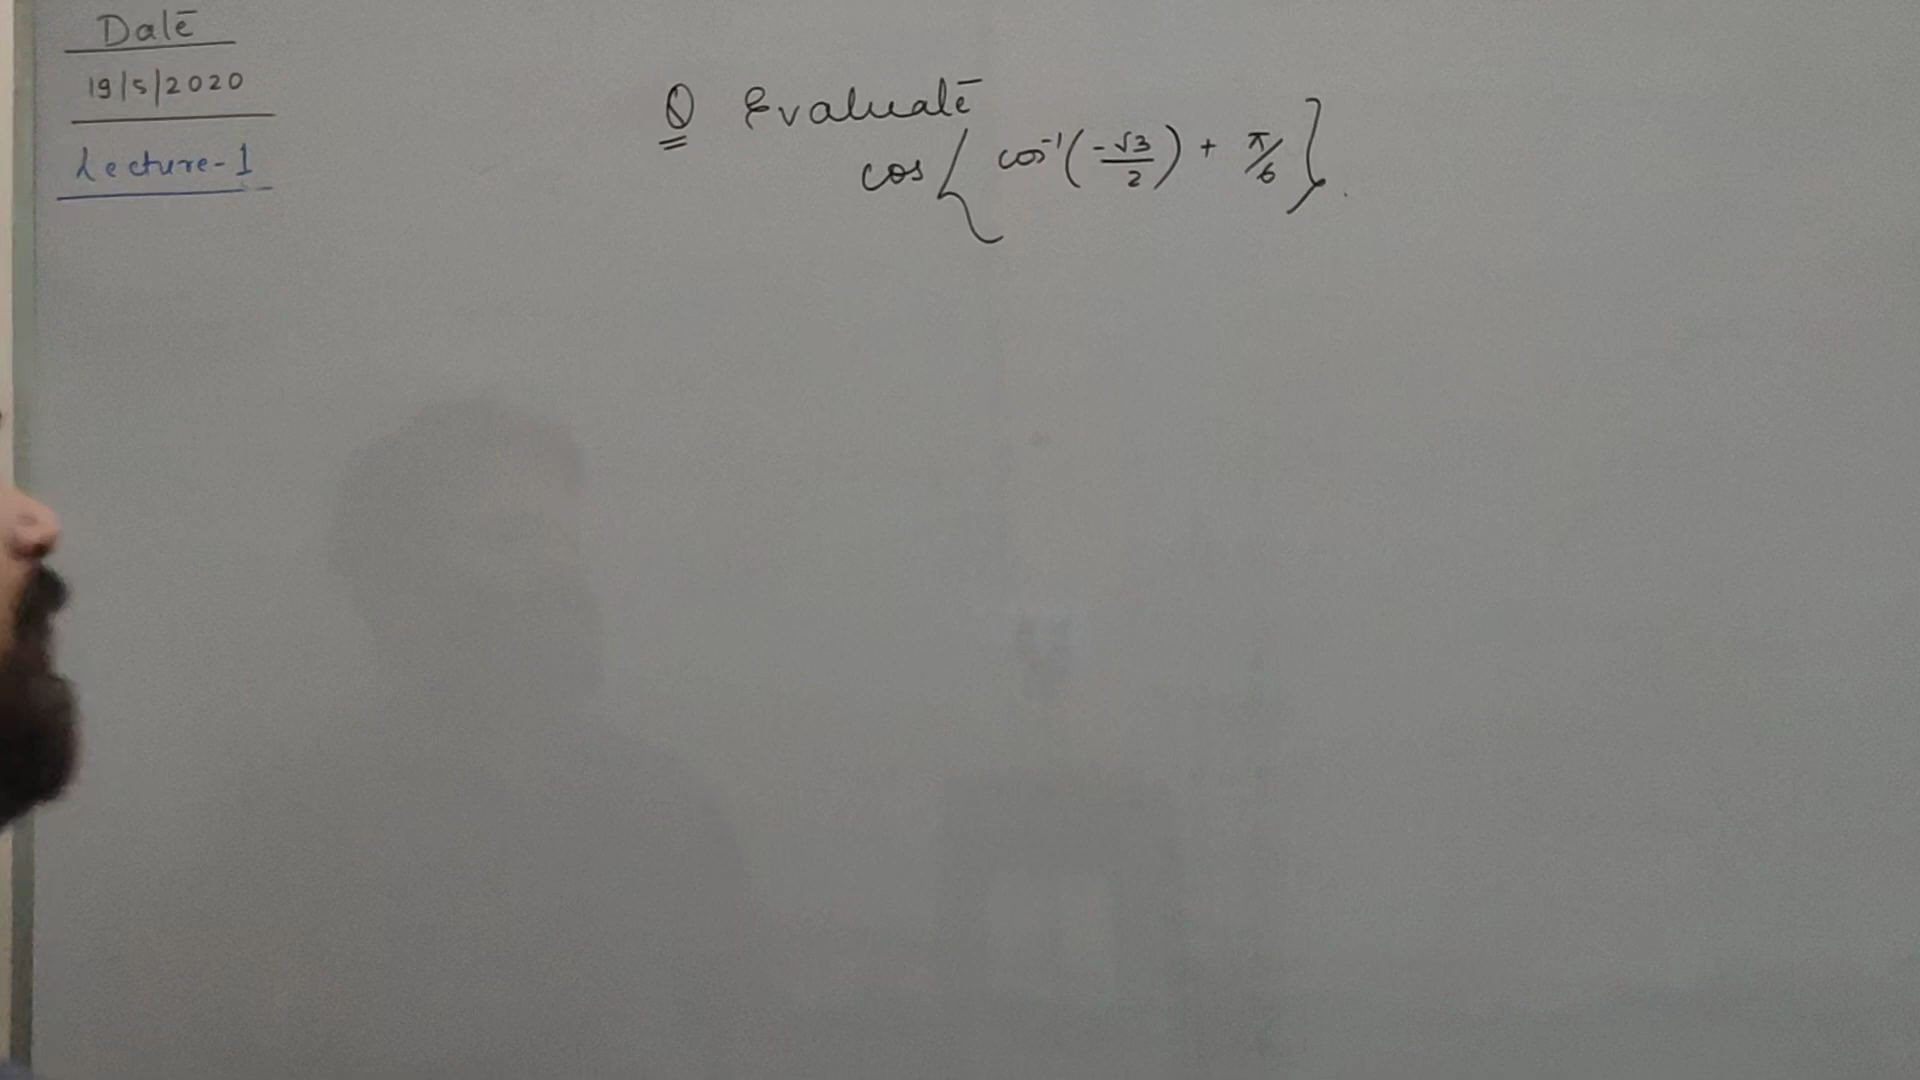 Date
19/5/2020
Lecture-1
Q Evaluate
cos{ cos⁻¹(-√3/2) + π/6 }.